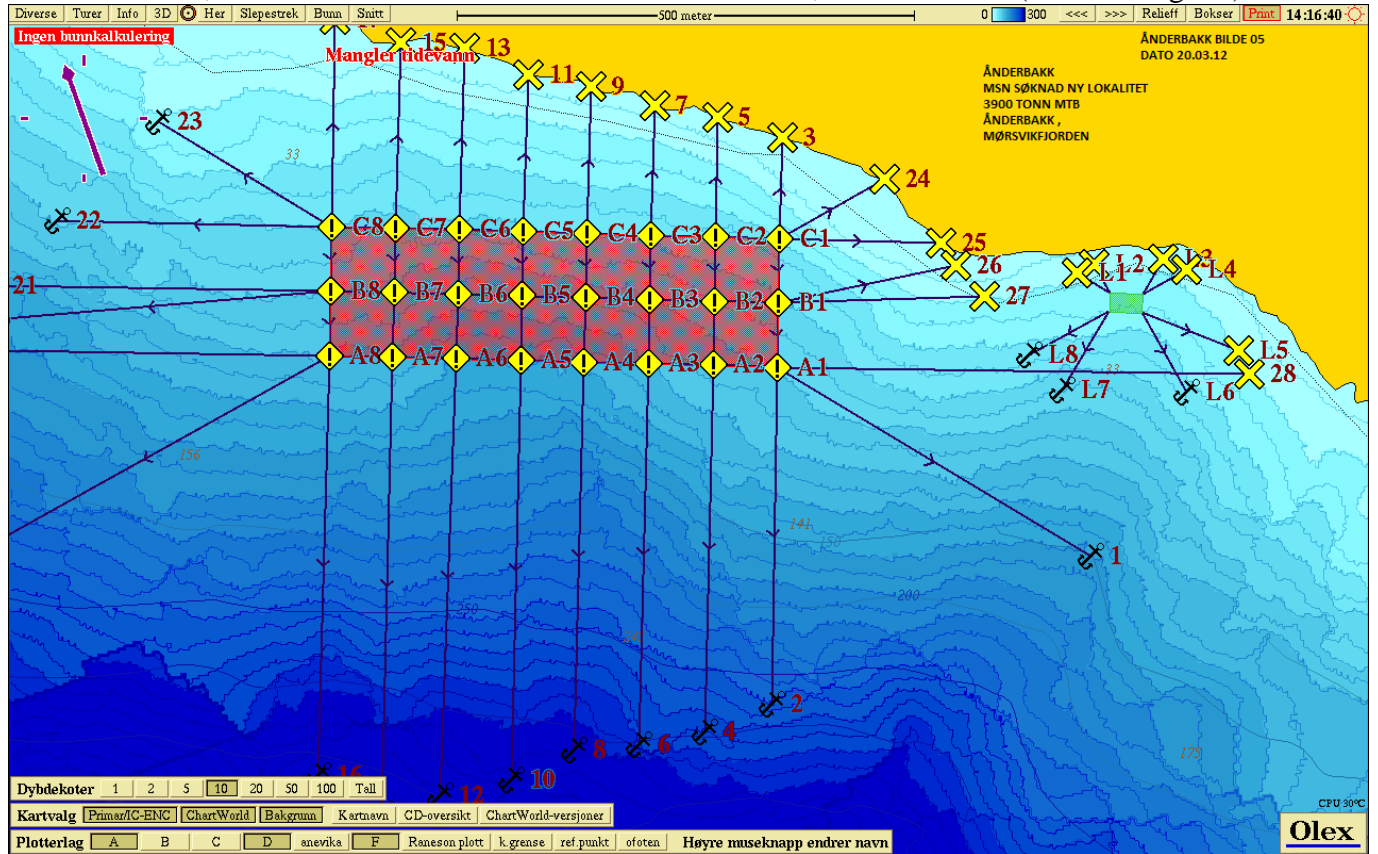 Diverse Turer Info 3D Her Slepestrek Bunn Snitt 500 meter 0 300 <<< >>> Relieff Bokser Print 14:16:40
Ingen bunnkalkulering
Mangler tidevann
ÅNDERBAKK BILDE 05
DATO 20.03.12
ÅNDERBAKK
MSN SØKNAD NY LOKALITET
3900 TONN MTB
ÅNDERBAKK ,
MØRSVIKFJORDEN
15 13 11 9 7 5 3
23 33 24
22 C8 C7 C6 C5 C4 C3 C2 C1 25
26 L1 L2 L3 L4
21 B8 B7 B6 B5 B4 B3 B2 B1 27
A8 A7 A6 A5 A4 A3 A2 A1 33 L8 L5 28
L7 L6
156
141
150
1
200
250
2
4
6
8
175
16 10
12
Dybdekoter 1 2 5 10 20 50 100 Tall
CPU 30°C
Kartvalg Primar/IC-ENC ChartWorld Bakgrunn Kartnavn CD-oversikt ChartWorld-versjoner
Plotterlag A B C D anevika F Raneson plott k.grense ref.punkt ofoten Høyre museknapp endrer navn
Olex